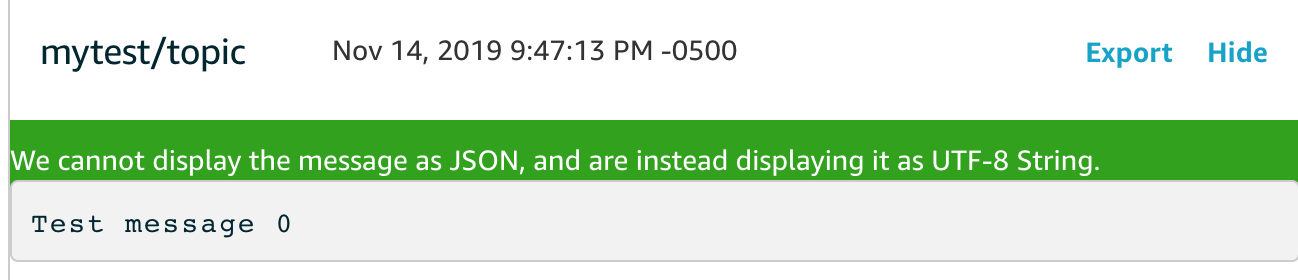 mytest/topic Nov 14, 2019 9:47:13 PM -0500 Export Hide
We cannot display the message as JSON, and are instead displaying it as UTF-8 String.
Test message 0